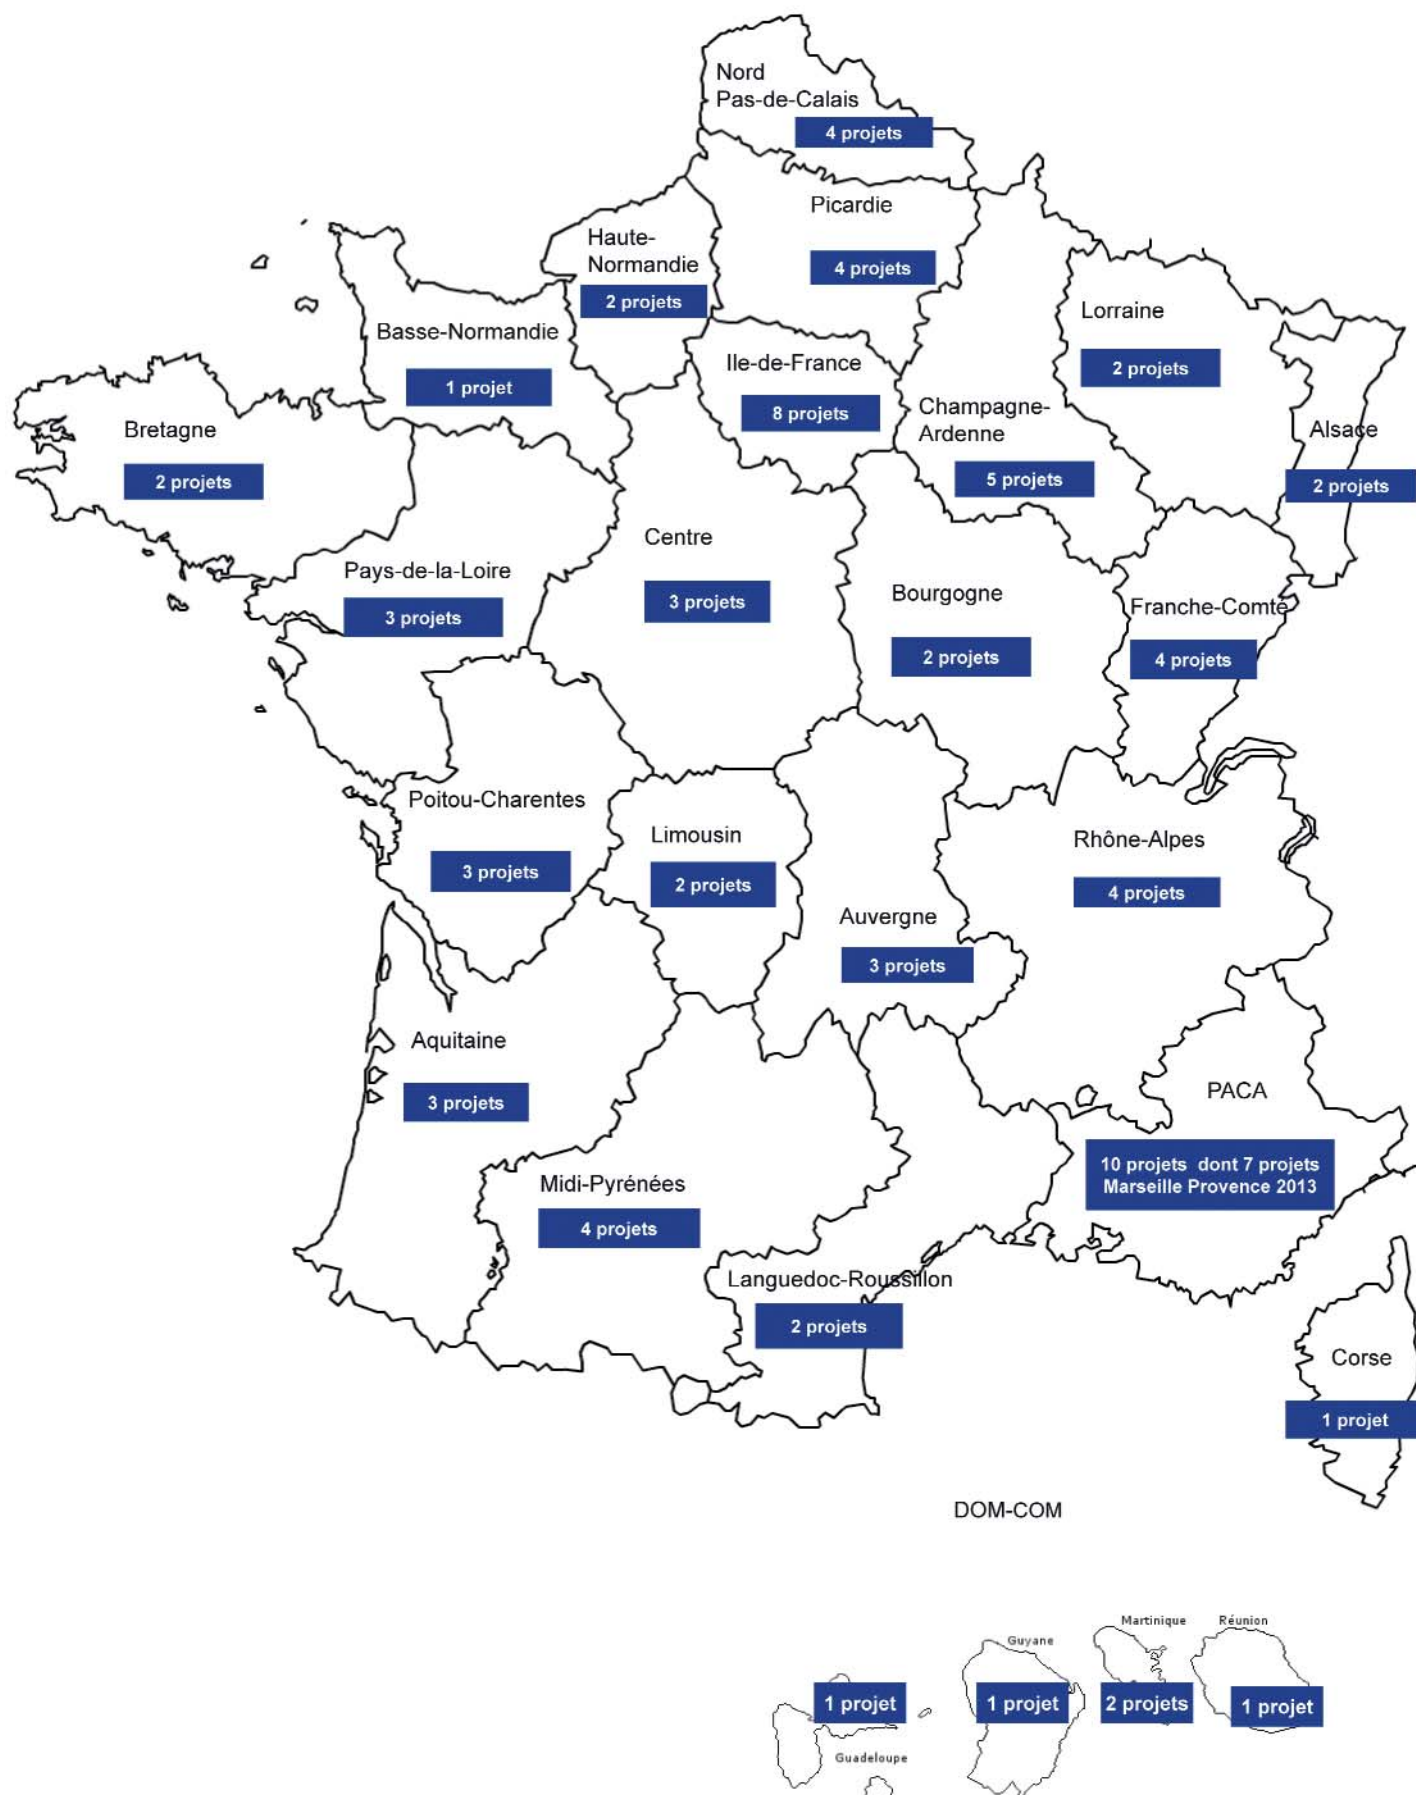 Nord
Pas-de-Calais
4 projets
Picardie
4 projets
Haute-
Normandie
2 projets
Basse-Normandie
1 projet
Ile-de-France
8 projets
Lorraine
2 projets
Champagne-
Ardenne
5 projets
Alsace
2 projets
Bretagne
2 projets
Pays-de-la-Loire
3 projets
Centre
3 projets
Bourgogne
2 projets
Franche-Comté
4 projets
Poitou-Charentes
3 projets
Limousin
2 projets
Auvergne
3 projets
Rhône-Alpes
4 projets
Aquitaine
3 projets
Midi-Pyrénées
4 projets
PACA
10 projets dont 7 projets
Marseille Provence 2013
Languedoc-Roussillon
2 projets
Corse
1 projet
DOM-COM
1 projet
Guadeloupe
Guyane
1 projet
Martinique
2 projets
Réunion
1 projet